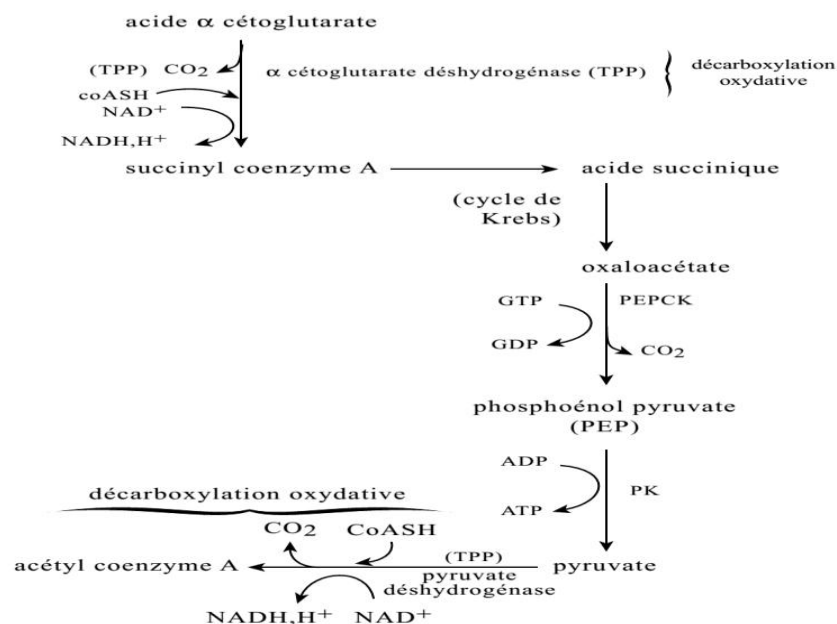 acide α cétoglutarate
(TPP) CO2
α cétoglutarate déshydrogénase (TPP)
décarboxylation
oxydative
coASH
NAD+
NADH,H+
succinyl coenzyme A
acide succinique
(cycle de
Krebs)
oxaloacétate
GTP
PEPCK
GDP
CO2
phosphoénol pyruvate
(PEP)
ADP
PK
ATP
décarboxylation oxydative
CO2
CoASH
(TPP)
acétyl coenzyme A
pyruvate
pyruvate
déshydrogénase
NADH,H+
NAD+